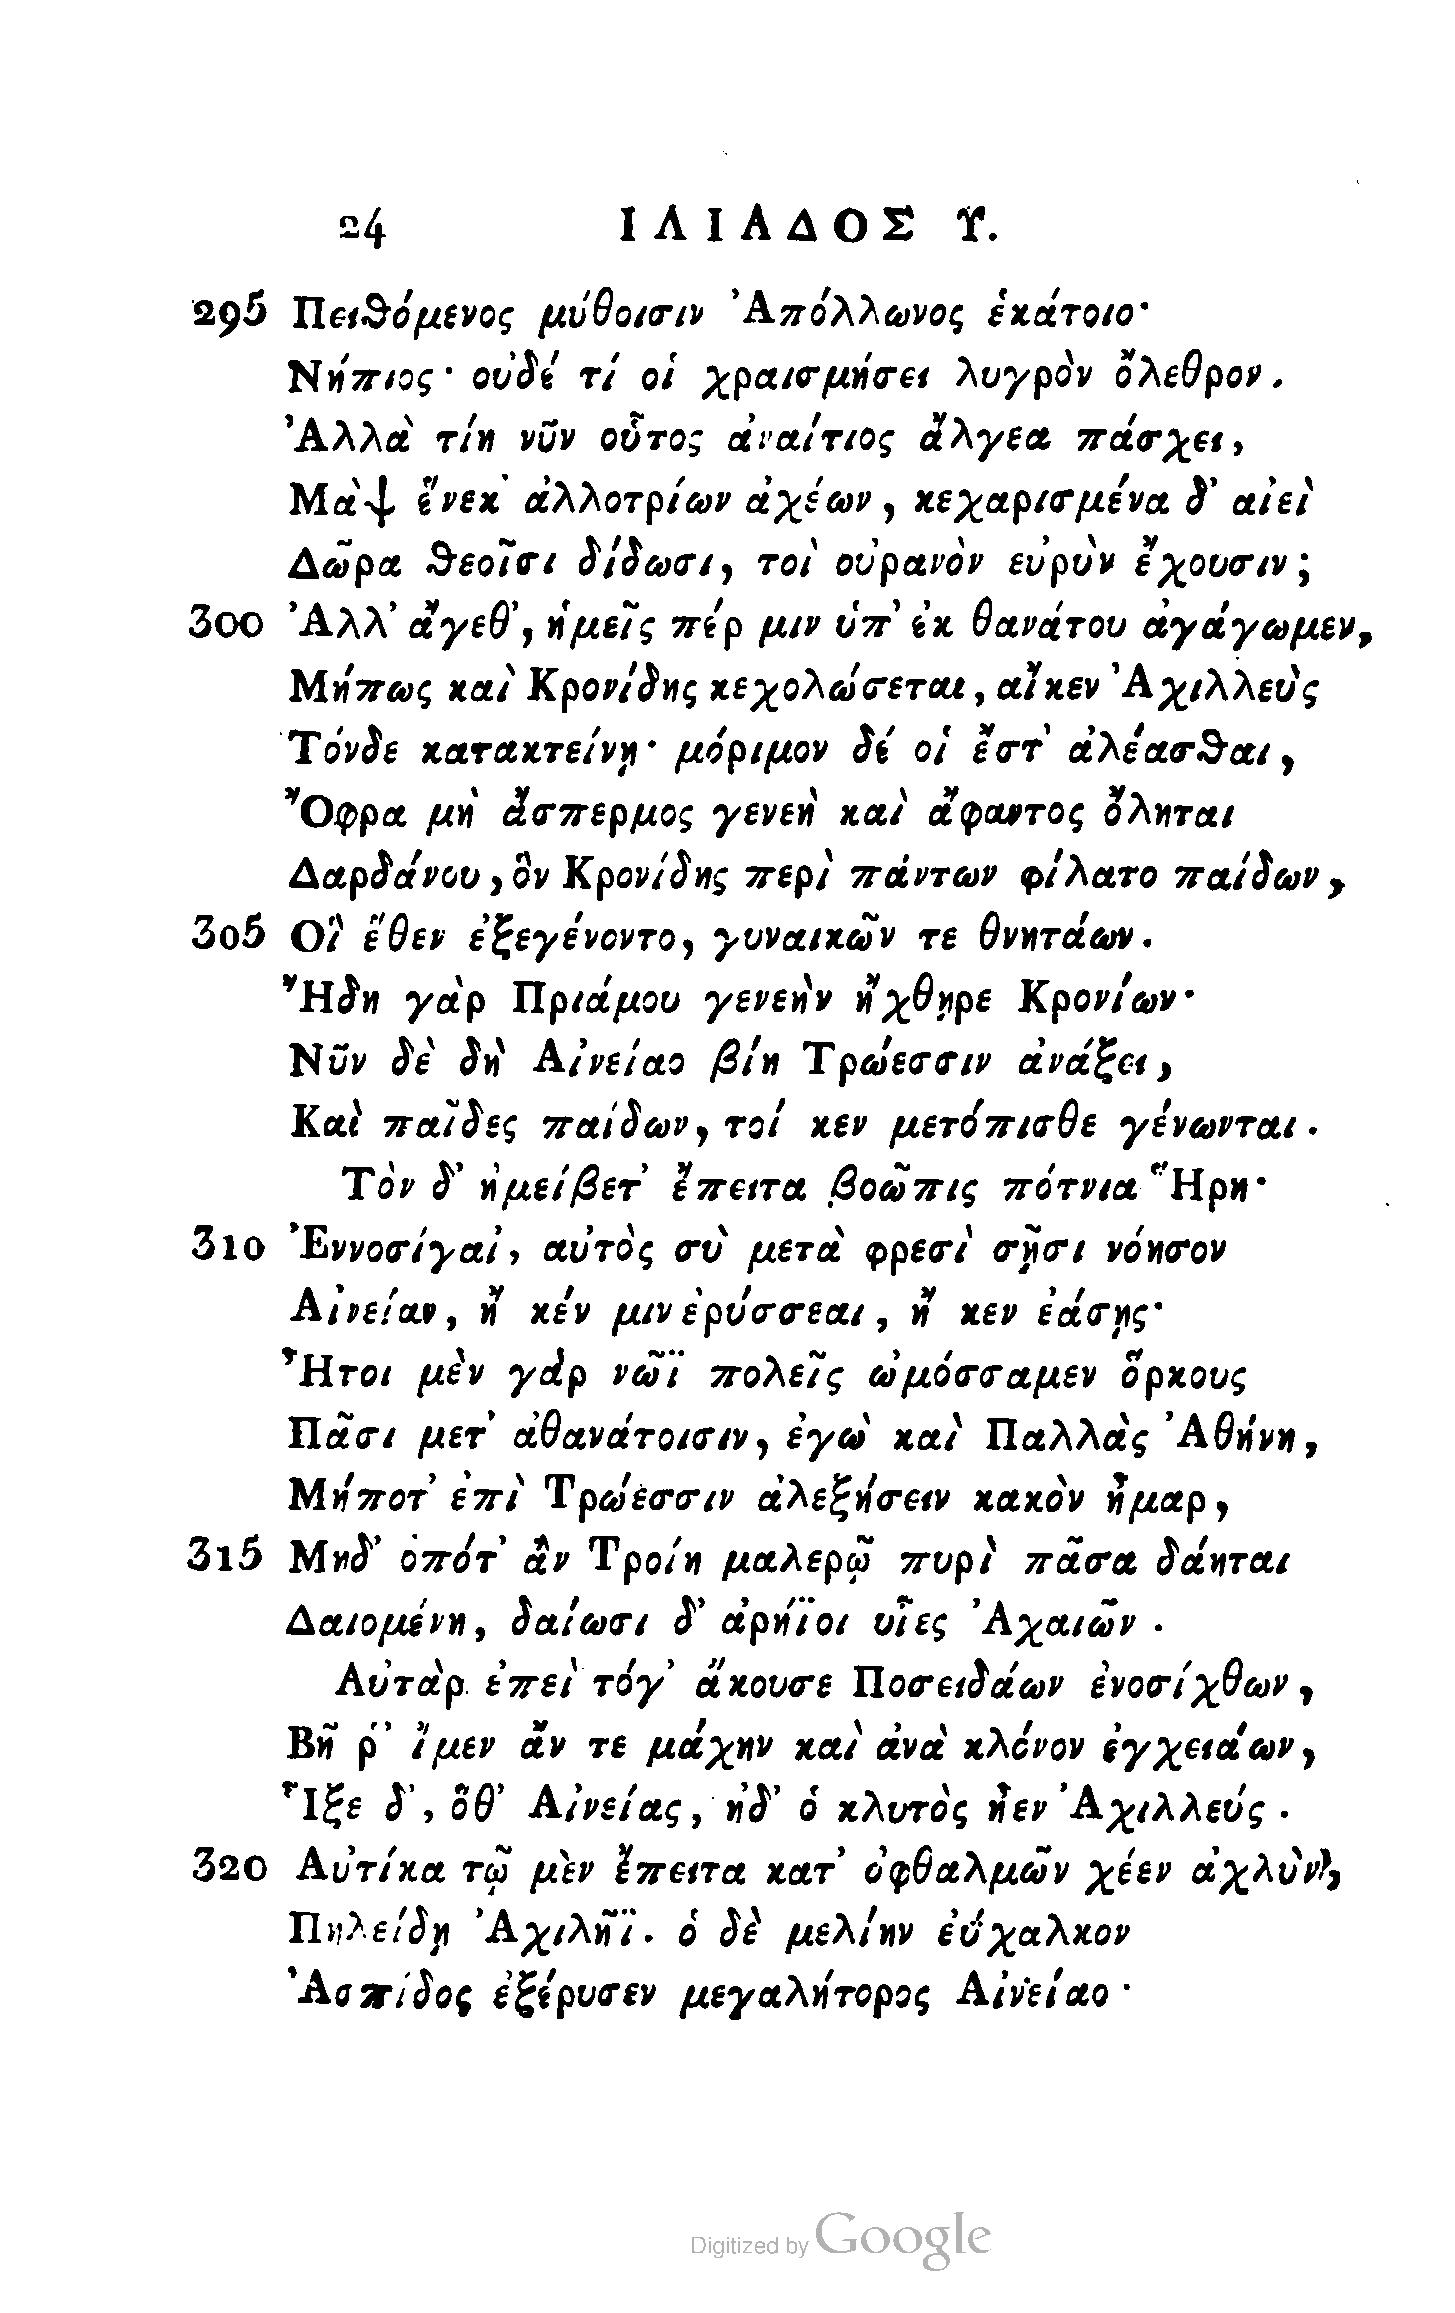 24 ΙΛΙΑΔΟΣ Υ.
295 Πειϑόμενος μύθοισιν Ἀπόλλωνος ἑκάτοιο·
Νήπιος· οὐδέ τί οἱ χραισμήσει λυγρὸν ὄλεθρον.
Ἀλλὰ τίη νῦν οὗτος ἀναίτιος ἄλγεα πάσχει,
Μὰψ ἕνεκ' ἀλλοτρίων ἀχέων, κεχαρισμένα δ' αἰεὶ
Δῶρα ϑεοῖσι δίδωσι, τοὶ οὐρανὸν εὐρὺν ἔχουσιν;
300 Ἀλλ' ἄγεθ', ἡμεῖς πέρ μιν ὑπ' ἐκ θανάτου ἀγάγωμεν,
Μήπως καὶ Κρονίδης κεχολώσεται, αἴ κεν Ἀχιλλεὺς
Τόνδε κατακτείνῃ· μόριμον δέ οἱ ἔστ' ἀλέασϑαι,
Ὄφρα μὴ ἄσπερμος γενεὴ καὶ ἄφαντος ὄληται
Δαρδάνου, ὃν Κρονίδης περὶ πάντων φίλατο παίδων,
305 Οἳ ἕθεν ἐξεγένοντο, γυναικῶν τε θνητάων.
Ἤδη γὰρ Πριάμου γενεὴν ἤχθῃρε Κρονίων·
Νῦν δὲ δὴ Αἰνείαο βίη Τρώεσσιν ἀνάξει,
Καὶ παῖδες παίδων, τοί κεν μετόπισθε γένωνται.
Τὸν δ' ἠμείβετ' ἔπειτα βοῶπις πότνια Ἥρη·
310 Ἐννοσίγαι', αὐτὸς σὺ μετὰ φρεσὶ σῇσι νόησον
Αἰνείαν, ἤ κέν μιν ἐρύσσεαι, ἤ κεν ἐάσῃς·
Ἦτοι μὲν γὰρ νῶϊ πολεῖς ὠμόσσαμεν ὅρκους
Πᾶσι μετ' ἀθανάτοισιν, ἐγὼ καὶ Παλλὰς Ἀθήνη,
Μήποτ' ἐπὶ Τρώεσσιν ἀλεξήσειν κακὸν ἦμαρ,
315 Μηδ' ὁπότ' ἂν Τροίη μαλερῷ πυρὶ πᾶσα δάηται
Δαιομένη, δαίωσι δ' ἀρήϊοι υἷες Ἀχαιῶν.
Αὐτὰρ ἐπεὶ τόγ' ἄκουσε Ποσειδάων ἐνοσίχθων,
Βῆ ῥ' ἴμεν ἄν τε μάχην καὶ ἀνὰ κλόνον ἐγχειάων,
Ἶξε δ', ὅθ' Αἰνείας, ἠδ' ὁ κλυτὸς ἦεν Ἀχιλλεύς.
320 Αὐτίκα τῷ μὲν ἔπειτα κατ' ὀφθαλμῶν χέεν ἀχλὺν,
Πηλείδῃ Ἀχιλῆϊ. ὁ δὲ μελίην εὔχαλκον
Ἀσπίδος ἐξέρυσεν μεγαλήτορος Αἰνείαο·
Digitized by Google